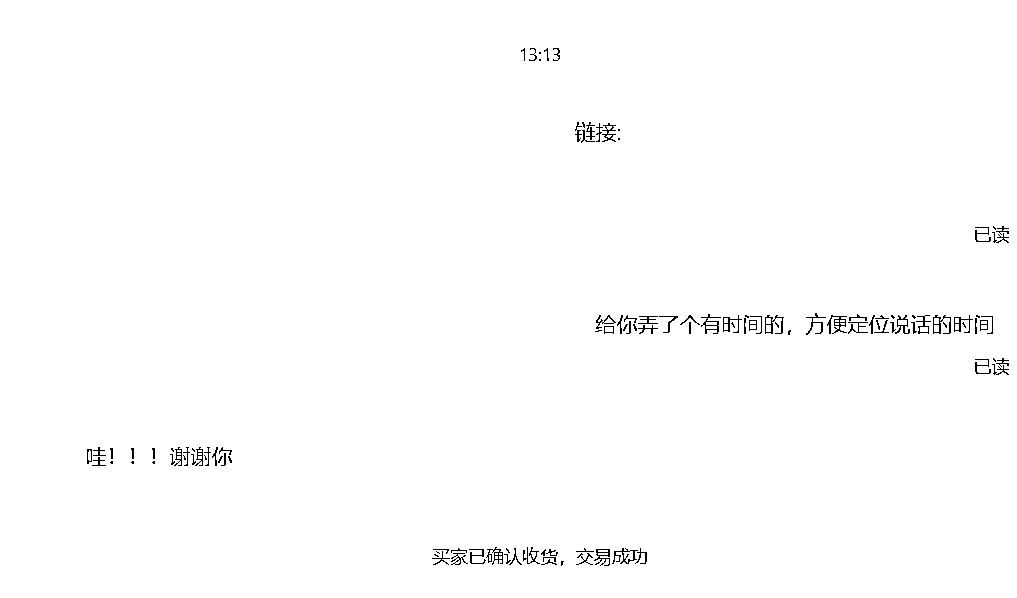 13:13
链接:
已读
给你弄了个有时间的，方便定位说话的时间
已读
哇！！！谢谢你
买家已确认收货，交易成功